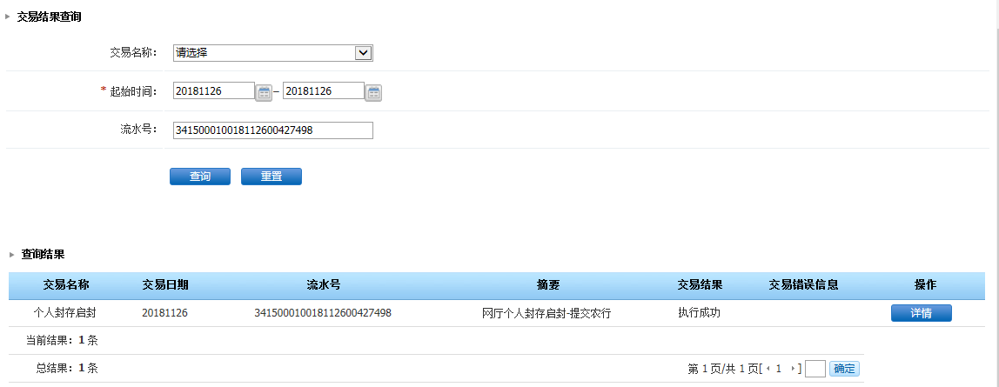 交易结果查询
交易名称： 请选择
* 起始时间： 20181126 – 20181126
流水号： 341500010018112600427498
查询 重置
查询结果
交易名称 交易日期 流水号 摘要 交易结果 交易错误信息 操作
个人封存启封 20181126 341500010018112600427498 网厅个人封存启封-提交农行 执行成功 详情
当前结果：1 条
总结果：1 条 第 1 页/共 1 页[ 1 ] 确定